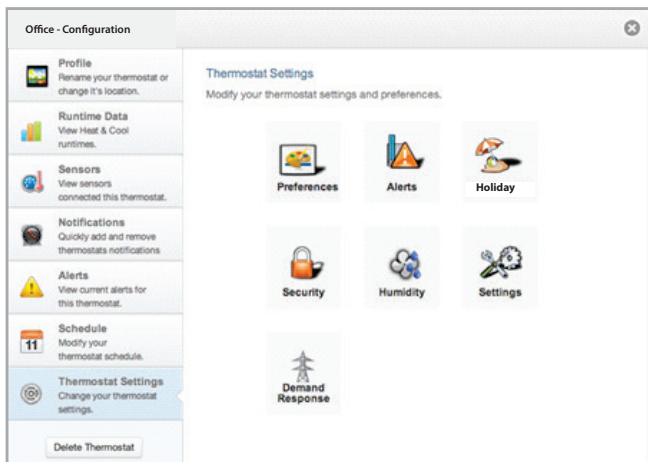 Office - Configuration
Profile
Rename your thermostat or
change it's location.
Runtime Data
View Heat & Cool
runtimes.
Sensors
View sensors
connected this thermostat.
Notifications
Quickly add and remove
thermostats notifications
Alerts
View current alerts for
this thermostat.
11
Schedule
Modify your
thermostat schedule.
Thermostat Settings
Change your thermostat
settings.
Delete Thermostat
Thermostat Settings
Modify your thermostat settings and preferences.
Preferences
Alerts
Holiday
Security
Humidity
Settings
Demand
Response